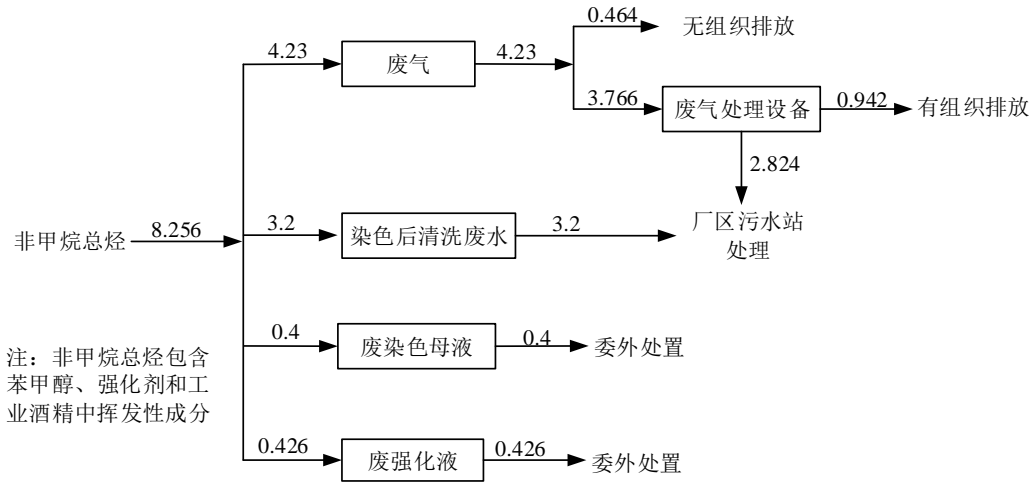 0.464
无组织排放
4.23
废气
4.23
3.766
废气处理设备
0.942
有组织排放
2.824
非甲烷总烃
8.256
3.2
染色后清洗废水
3.2
厂区污水站
处理
0.4
废染色母液
0.4
委外处置
注：非甲烷总烃包含
苯甲醇、强化剂和工
业酒精中挥发性成分
0.426
废强化液
0.426
委外处置